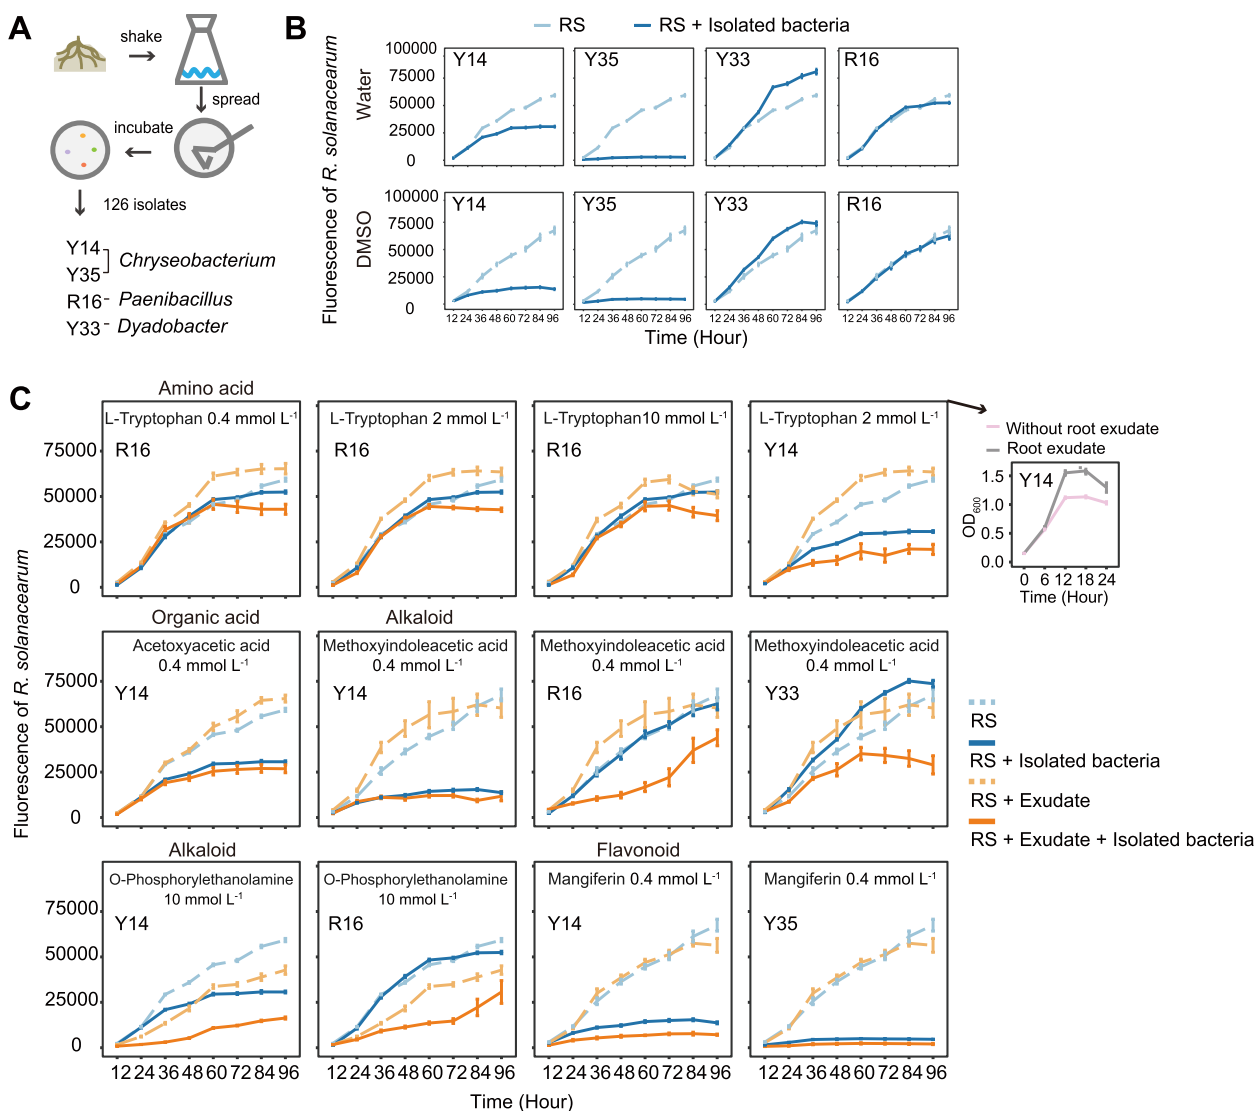 A
shake
spread
incubate
126 isolates
Y14
Y35
Chryseobacterium
R16 - Paenibacillus
Y33 - Dyadobacter
B
RS
RS + Isolated bacteria
Fluorescence of R. solanacearum
Water
100000
75000
50000
25000
0
Y14
Y35
Y33
R16
DMSO
100000
75000
50000
25000
0
Y14
Y35
Y33
R16
12 24 36 48 60 72 84 96
12 24 36 48 60 72 84 96
12 24 36 48 60 72 84 96
12 24 36 48 60 72 84 96
Time (Hour)
C
Fluorescence of R. solanacearum
Amino acid
75000
50000
25000
0
L-Tryptophan 0.4 mmol L-1
R16
L-Tryptophan 2 mmol L-1
R16
L-Tryptophan10 mmol L-1
R16
L-Tryptophan 2 mmol L-1
Y14
Without root exudate
Root exudate
Y14
OD600
1.5
1.0
0.5
0.0
0 6 12 18 24
Time (Hour)
Organic acid
Alkaloid
75000
50000
25000
0
Acetoxyacetic acid
0.4 mmol L-1
Y14
Methoxyindoleacetic acid
0.4 mmol L-1
Y14
Methoxyindoleacetic acid
0.4 mmol L-1
R16
Methoxyindoleacetic acid
0.4 mmol L-1
Y33
RS
RS + Isolated bacteria
RS + Exudate
RS + Exudate + Isolated bacteria
Alkaloid
Flavonoid
75000
50000
25000
0
O-Phosphorylethanolamine
10 mmol L-1
Y14
O-Phosphorylethanolamine
10 mmol L-1
R16
Mangiferin 0.4 mmol L-1
Y14
Mangiferin 0.4 mmol L-1
Y35
12 24 36 48 60 72 84 96
12 24 36 48 60 72 84 96
12 24 36 48 60 72 84 96
12 24 36 48 60 72 84 96
Time (Hour)